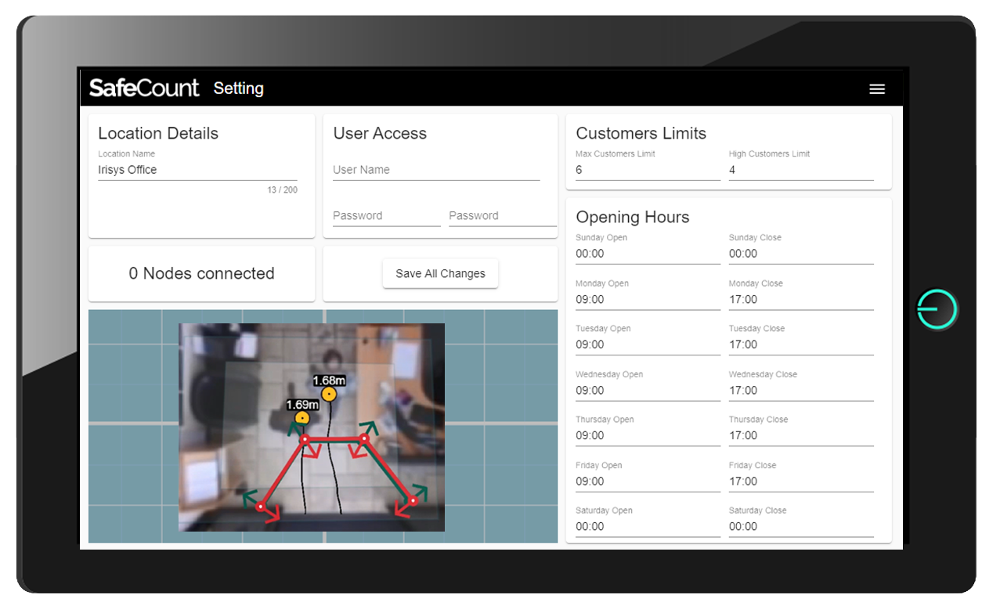 SafeCount Setting
Location Details
Location Name
Irisys Office
13 / 200
User Access
User Name
Password Password
Customers Limits
Max Customers Limit High Customers Limit
6 4
0 Nodes connected
Save All Changes
1.68m
1.69m
Opening Hours
Sunday Open Sunday Close
00:00 00:00
Monday Open Monday Close
09:00 17:00
Tuesday Open Tuesday Close
09:00 17:00
Wednesday Open Wednesday Close
09:00 17:00
Thursday Open Thursday Close
09:00 17:00
Friday Open Friday Close
09:00 17:00
Saturday Open Saturday Close
00:00 00:00